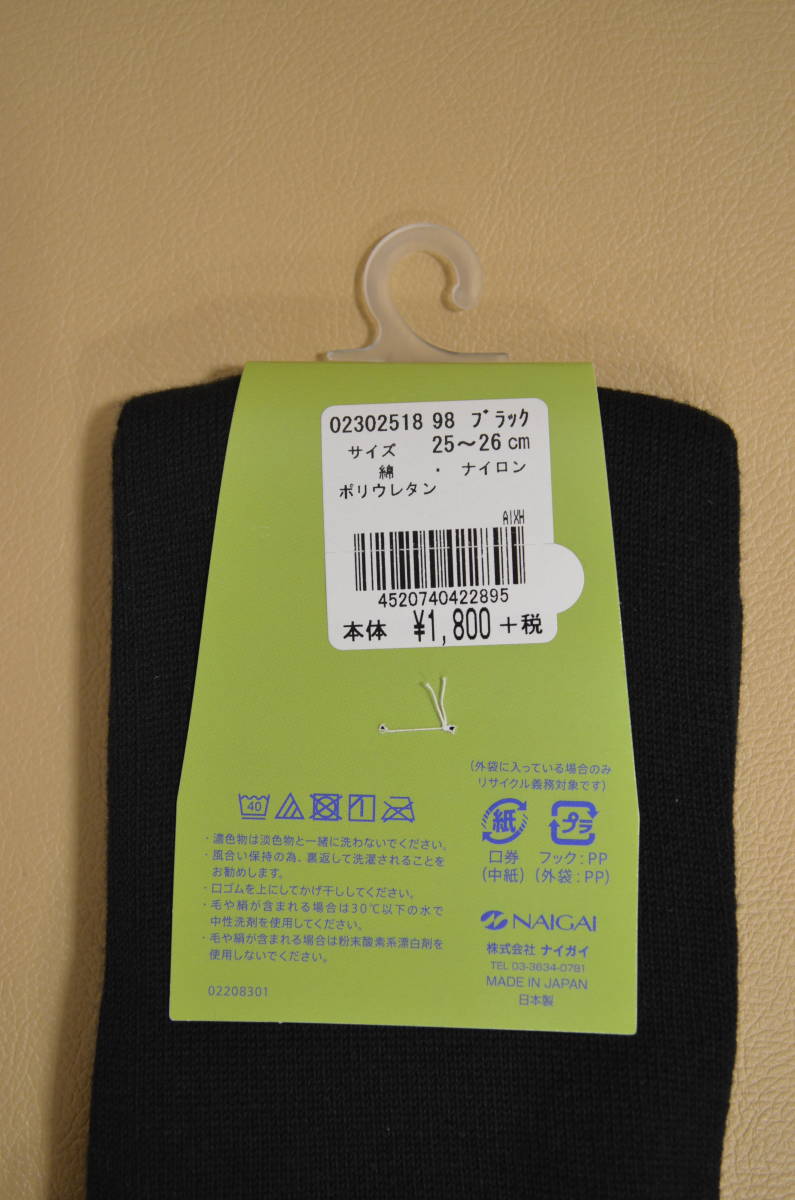 02302518 98 ブラック
サイズ 25～26cm
綿 ・ ナイロン
ポリウレタン
AIXH
4520740422895
本体 ¥1,800 +税
(外袋に入っている場合のみ
リサイクル義務対象です)
40
紙
プラ
口券
(中紙)
フック:PP
(外袋:PP)
・濃色物は淡色物と一緒に洗わないでください。
・風合い保持の為、裏返して洗濯されることを
お勧めします。
・口ゴムを上にしてかげ干ししてください。
・毛や絹が含まれる場合は30℃以下の水で
中性洗剤を使用してください。
・毛や絹が含まれる場合は粉末酸素系漂白剤を
使用しないでください。
02208301
NAIGAI
株式会社 ナイガイ
TEL 03-3634-0791
MADE IN JAPAN
日本製